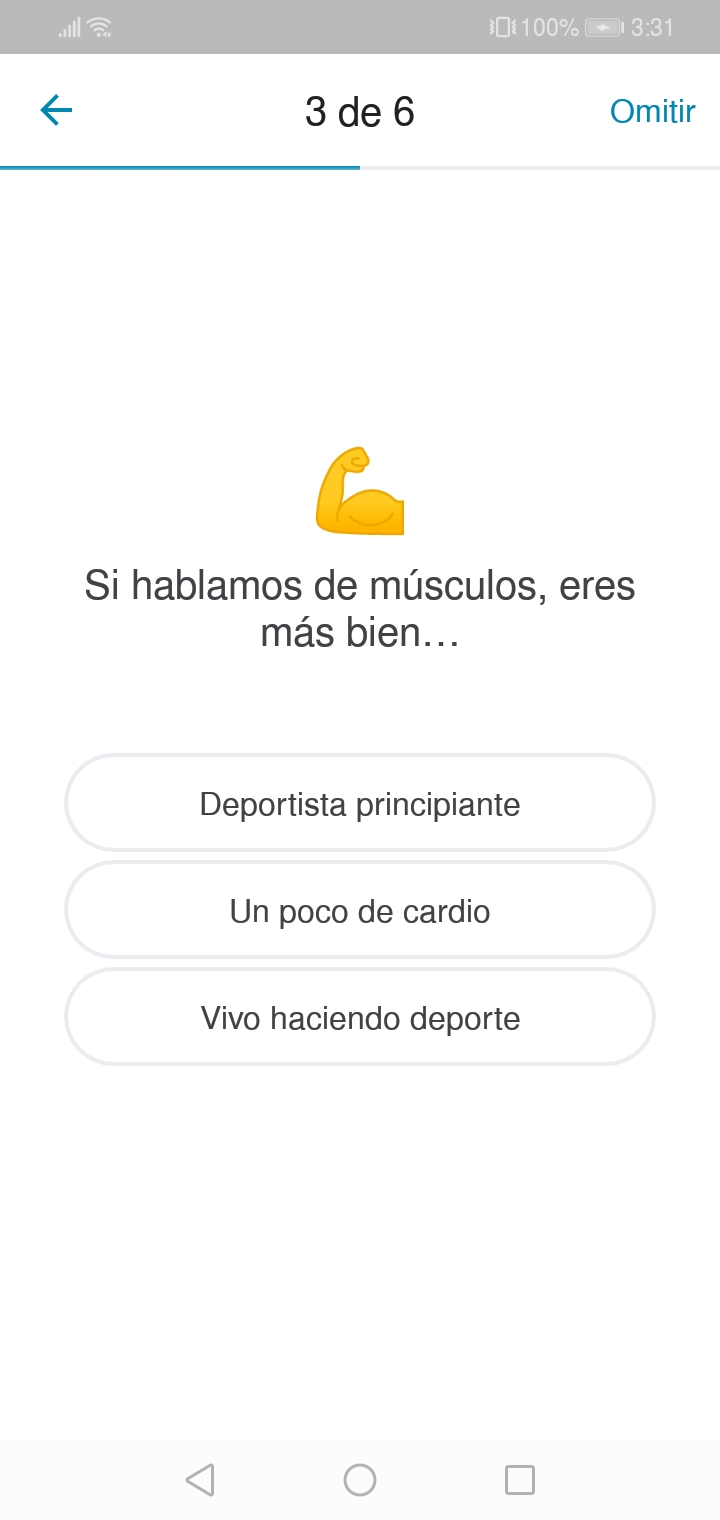 100% 3:31
3 de 6
Omitir
Si hablamos de músculos, eres
más bien…
Deportista principiante
Un poco de cardio
Vivo haciendo deporte